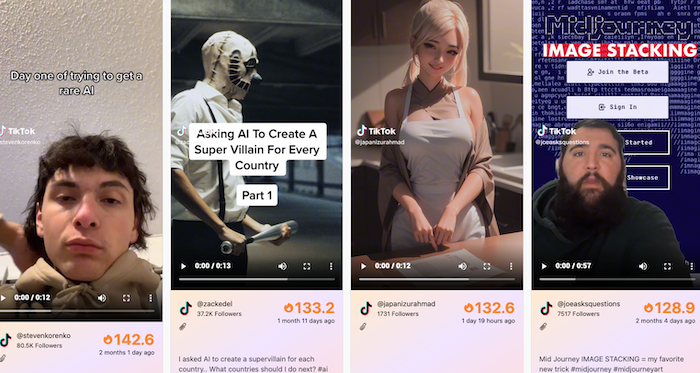 Day one of trying to get a
rare AI
TikTok
@stevenkorenko
0:00 / 0:12
@stevenkorenko
80.5K Followers
142.6
2 months 1 day ago
TikTok
Asking AI To Create A
Super Villain For Every
Country
Part 1
0:00 / 0:13
@zackedel
37.2K Followers
133.2
1 month 11 days ago
I asked AI to create a supervillain for each
country.. What countries should I do next? #ai
TikTok
@japanizurahmad
0:00 / 0:12
@japanizurahmad
1731 Followers
132.6
1 day 19 hours ago
Midjourney
IMAGE STACKING
Join the Beta
Sign In
Started
Showcase
TikTok
@joeasksquestions
0:00 / 0:57
@joeasksquestions
7517 Followers
128.9
2 months 4 days ago
Mid Journey IMAGE STACKING = my favorite
new trick #midjourney #midjourneyart